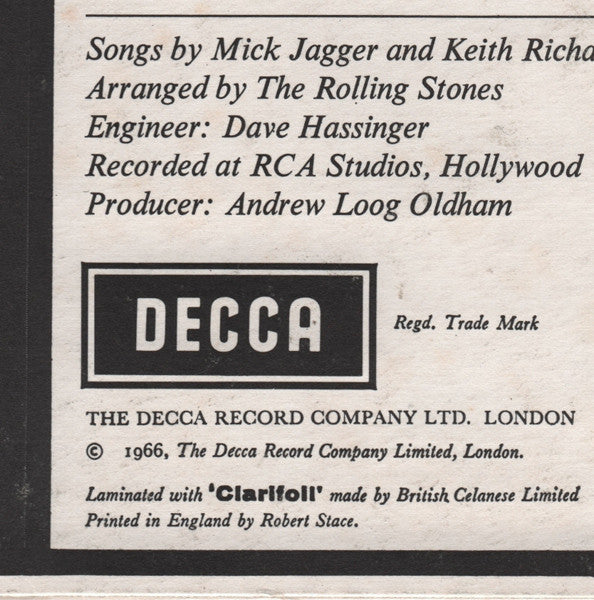 Songs by Mick Jagger and Keith Richa
Arranged by The Rolling Stones
Engineer: Dave Hassinger
Recorded at RCA Studios, Hollywood
Producer: Andrew Loog Oldham
DECCA
Regd. Trade Mark
THE DECCA RECORD COMPANY LTD. LONDON
© 1966, The Decca Record Company Limited, London.
Laminated with 'Clarifoil' made by British Celanese Limited
Printed in England by Robert Stace.